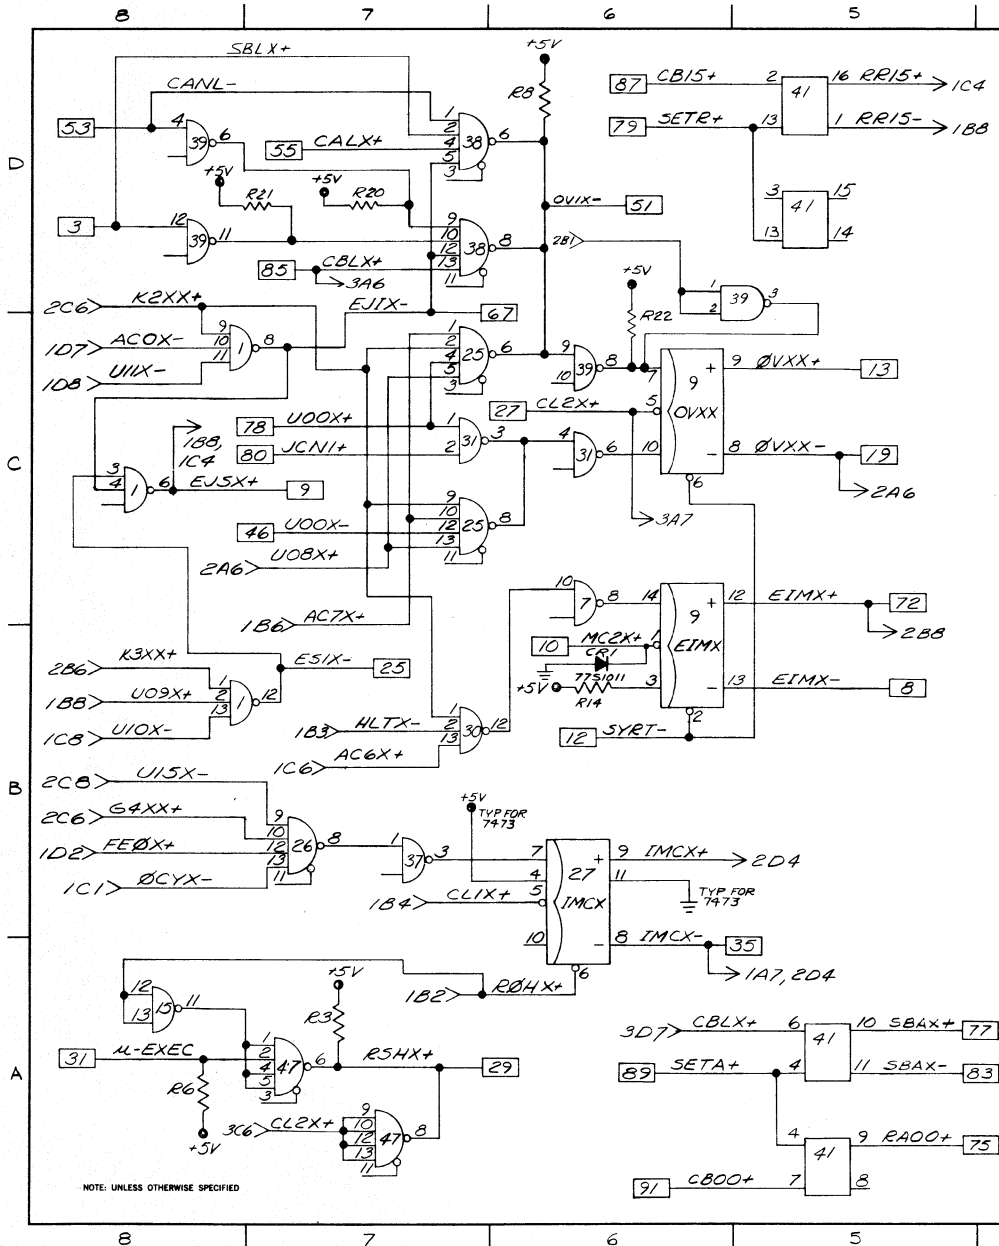 8 7 6 5
SBLX+
+5V
CANL-
R8
87 CB15+ 2 41 16 RR15+ 1C4
53 4 39 6
1 2 4 5 3 38 6
79 SETR+ 13 1 RR15- 1B8
55 CALX+
D
+5V R21 +5V R20
3 41 15
13 14
OVIX- 51
3 12 39 11
9 10 12 13 11 38 8
2B1
85 CBLX+
3A6
+5V
1 2 39 3
2C6 K2XX+
EJIX- 67
R22
1D7 AC0X- 9 10 11 1 8
1D8 U11X-
1 2 4 5 3 25 6
9 10 39 8
7 9 + 9 ØVXX+ 13
27 CL2X+ 5 OVXX
78 U00X+ 1 31 3
80 JCN1+ 2
4 31 6 10 - 8 ØVXX- 19
6
1B8, 1C4
C
3 4 1 6 EJ5X+ 9
2A6
3A7
46 U00X-
9 10 12 13 11 25 8
2A6 U08X+
10 7 8 14 9 + 12 EIMX+ 72
1B6 AC7X+
10 MC2X+ 1 EIMX
2B8
CR1
77S1011
2B6 K3XX+
ES1X- 25
1B8 U09X+ 1 2 13 1 12
+5V R14 3 - 13 EIMX- 8
1C8 U10X-
1B3 HLTX- 1 2 13 30 12
12 SYRT- 2
1C6 AC6X+
B
2C8 U15X-
+5V
TYP FOR
7473
2C6 G4XX+ 9
1D2 FEØX+ 10 12 13 11 26 8
1 37 3 7 + 9 IMCX+ 2D4
4 27 11
TYP FOR
7473
1C1 ØCYX-
1B4 CL1X+ 5 IMCX
10 - 8 IMCX- 35
6
1A7, 2D4
1B2 RØHX+
12 13 15 11
+5V
R3
3D7 CBLX+ 6 41 10 SBAX+ 77
31 µ-EXEC 1 2 4 5 3 47 6 RSHX+ 29
89 SETA+ 4 11 SBAX- 83
A
R6
+5V
3C6 CL2X+ 9 10 12 13 11 47 8
4 41 9 RA00+ 75
91 CB00+ 7 8
NOTE: UNLESS OTHERWISE SPECIFIED
8 7 6 5